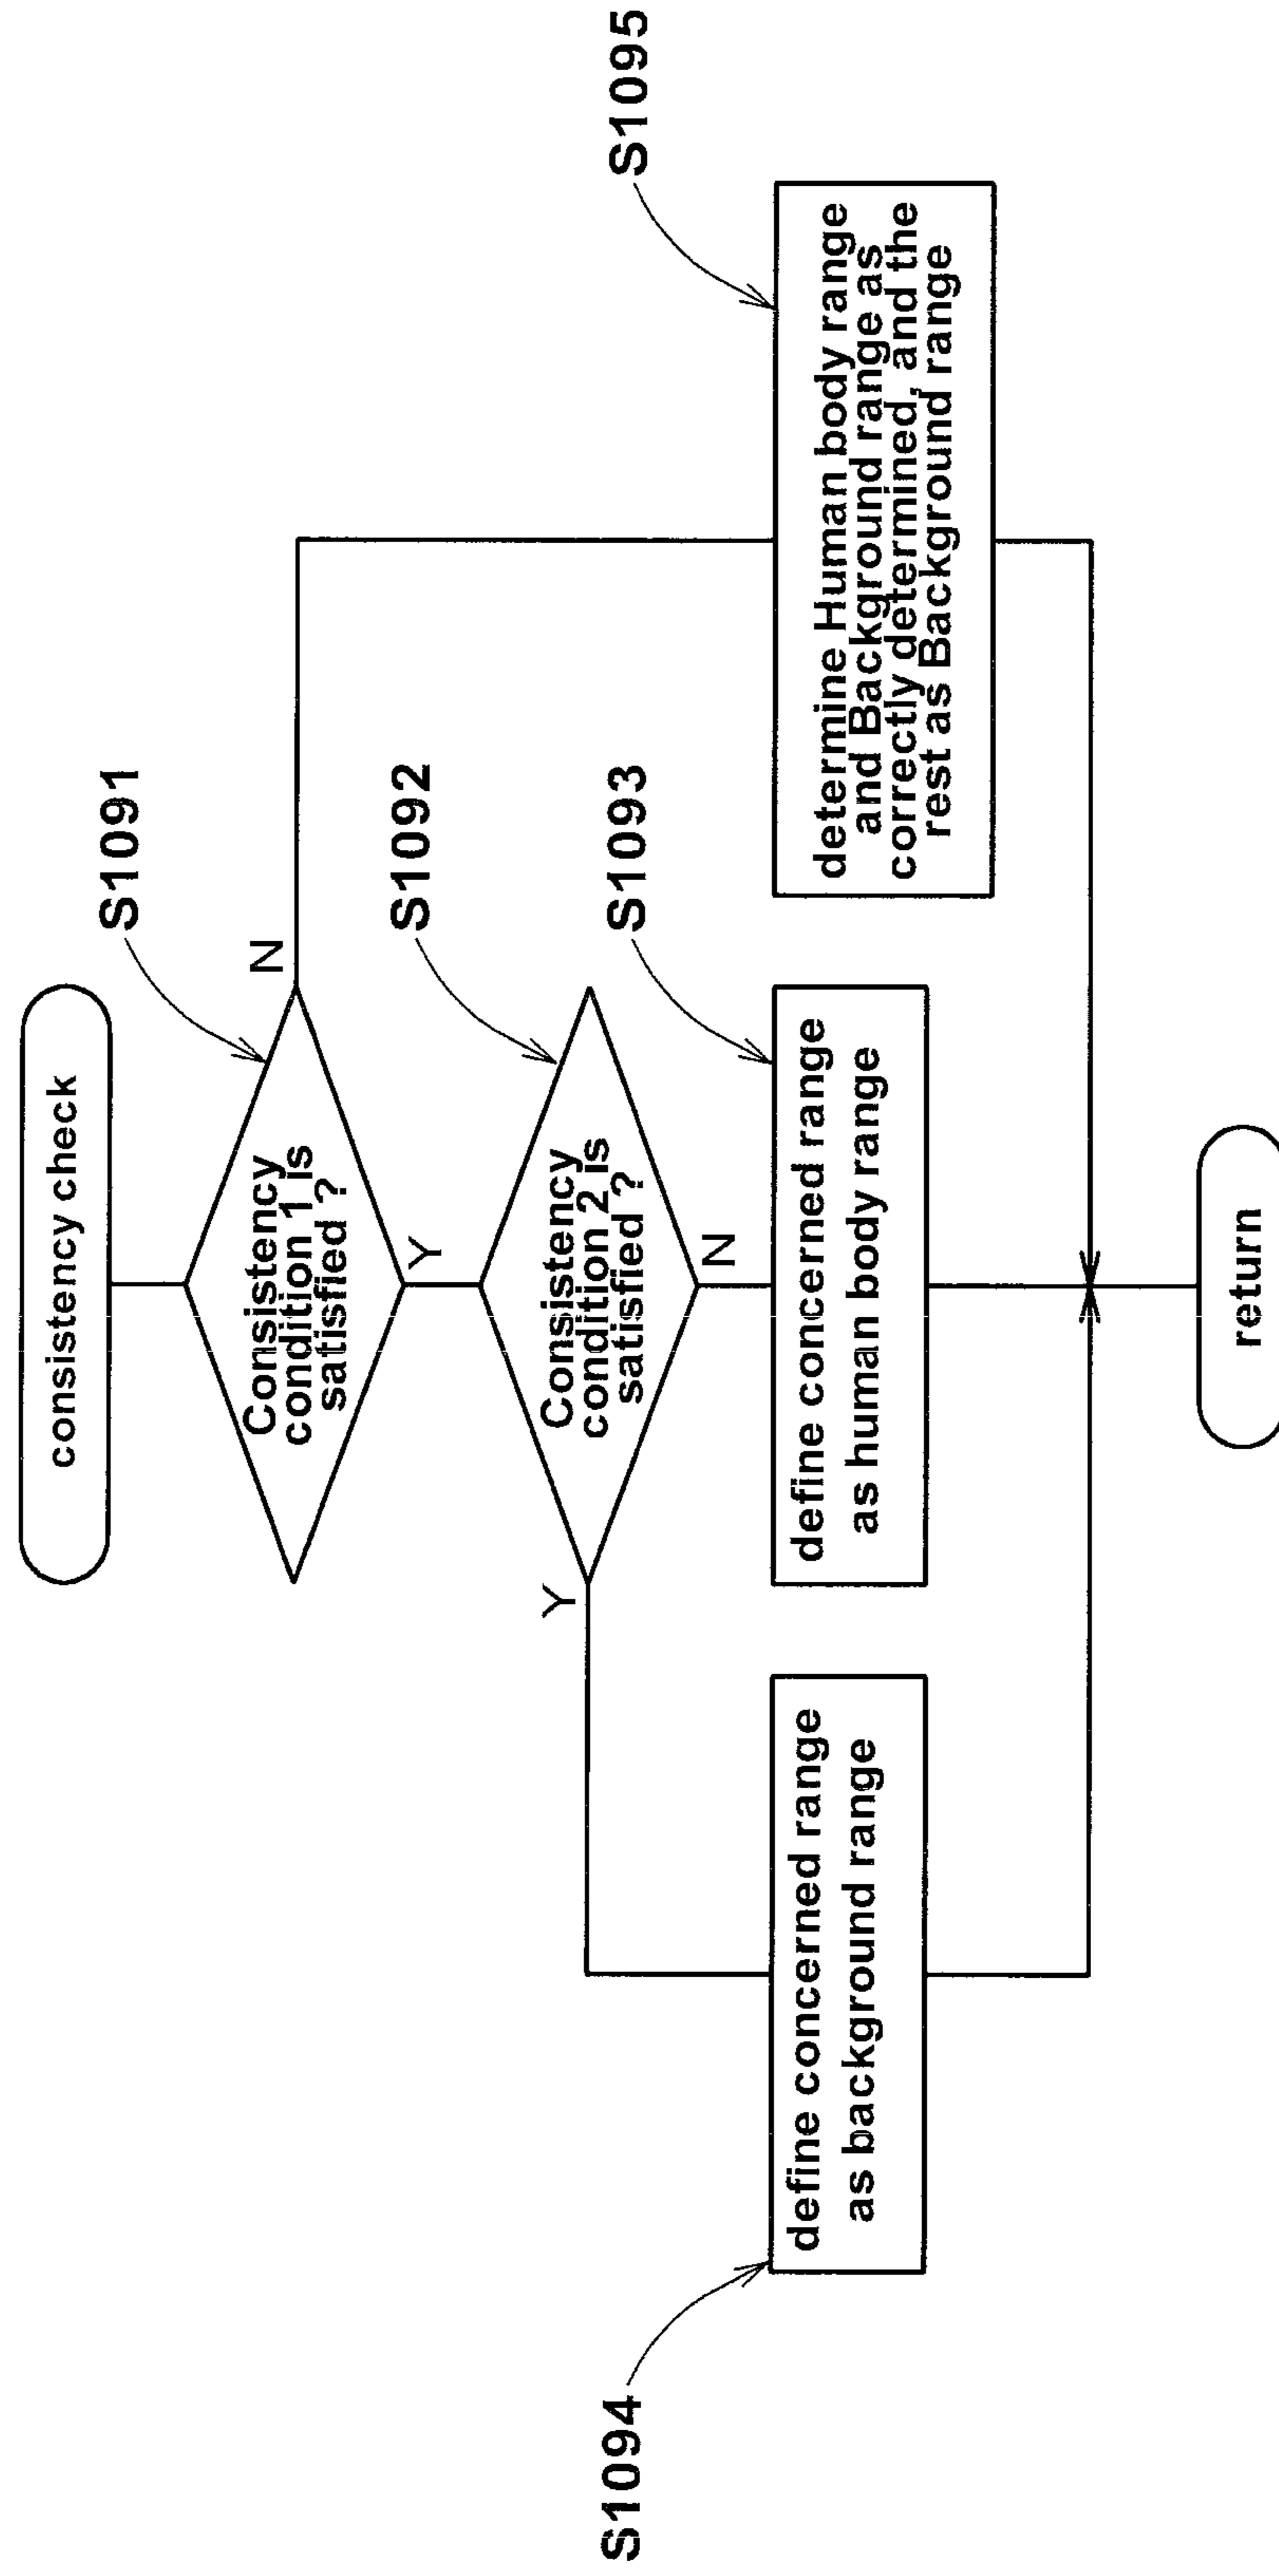 consistency check
S1091
Consistency
condition 1 is
satisfied ?
N
Y
S1092
Consistency
condition 2 is
satisfied ?
Y
N
S1094
define concerned range
as background range
S1093
define concerned range
as human body range
S1095
determine Human body range
and Background range as
correctly determined, and the
rest as Background range
return